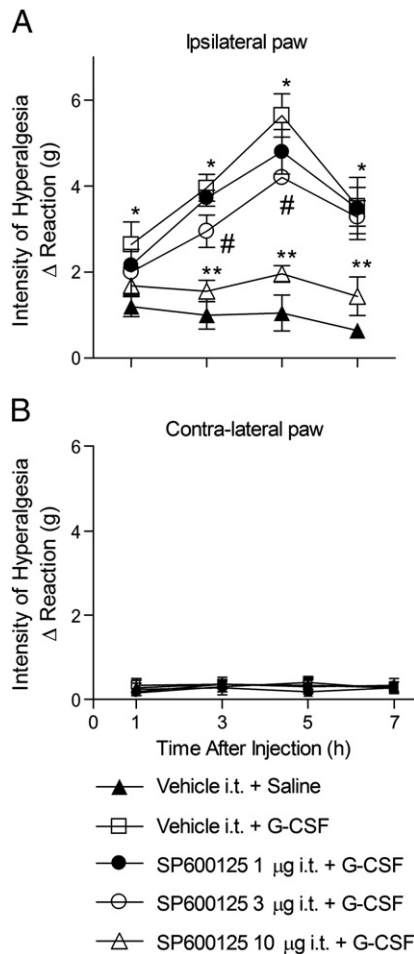 A
Ipsilateral paw
Intensity of Hyperalgesia
Δ Reaction (g)
6
4
2
0
*
*
*
*
#
#
**
**
**
B
Contra-lateral paw
Intensity of Hyperalgesia
Δ Reaction (g)
6
4
2
0
0 1 3 5 7
Time After Injection (h)
Vehicle i.t. + Saline
Vehicle i.t. + G-CSF
SP600125 1 μg i.t. + G-CSF
SP600125 3 μg i.t. + G-CSF
SP600125 10 μg i.t. + G-CSF